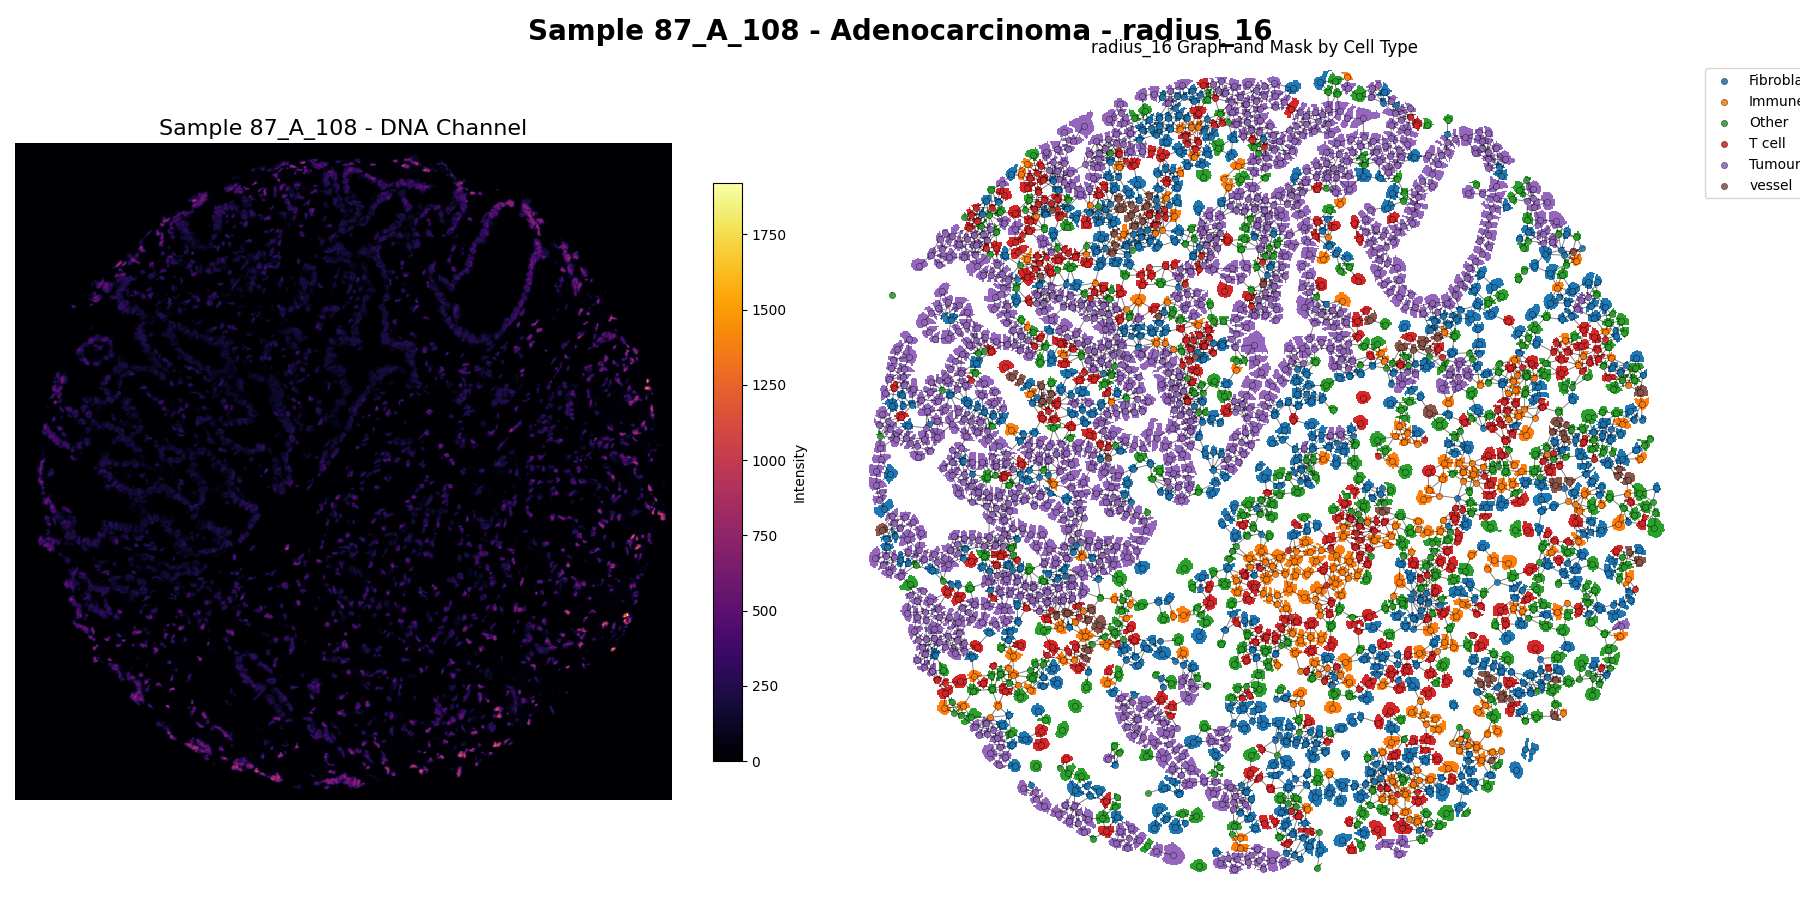 Sample 87_A_108 - Adenocarcinoma - radius_16
radius_16 Graph and Mask by Cell Type
Sample 87_A_108 - DNA Channel
1750
1500
1250
1000
750
500
250
0
Intensity
Fibrobla
Immune
Other
T cell
Tumour
vessel